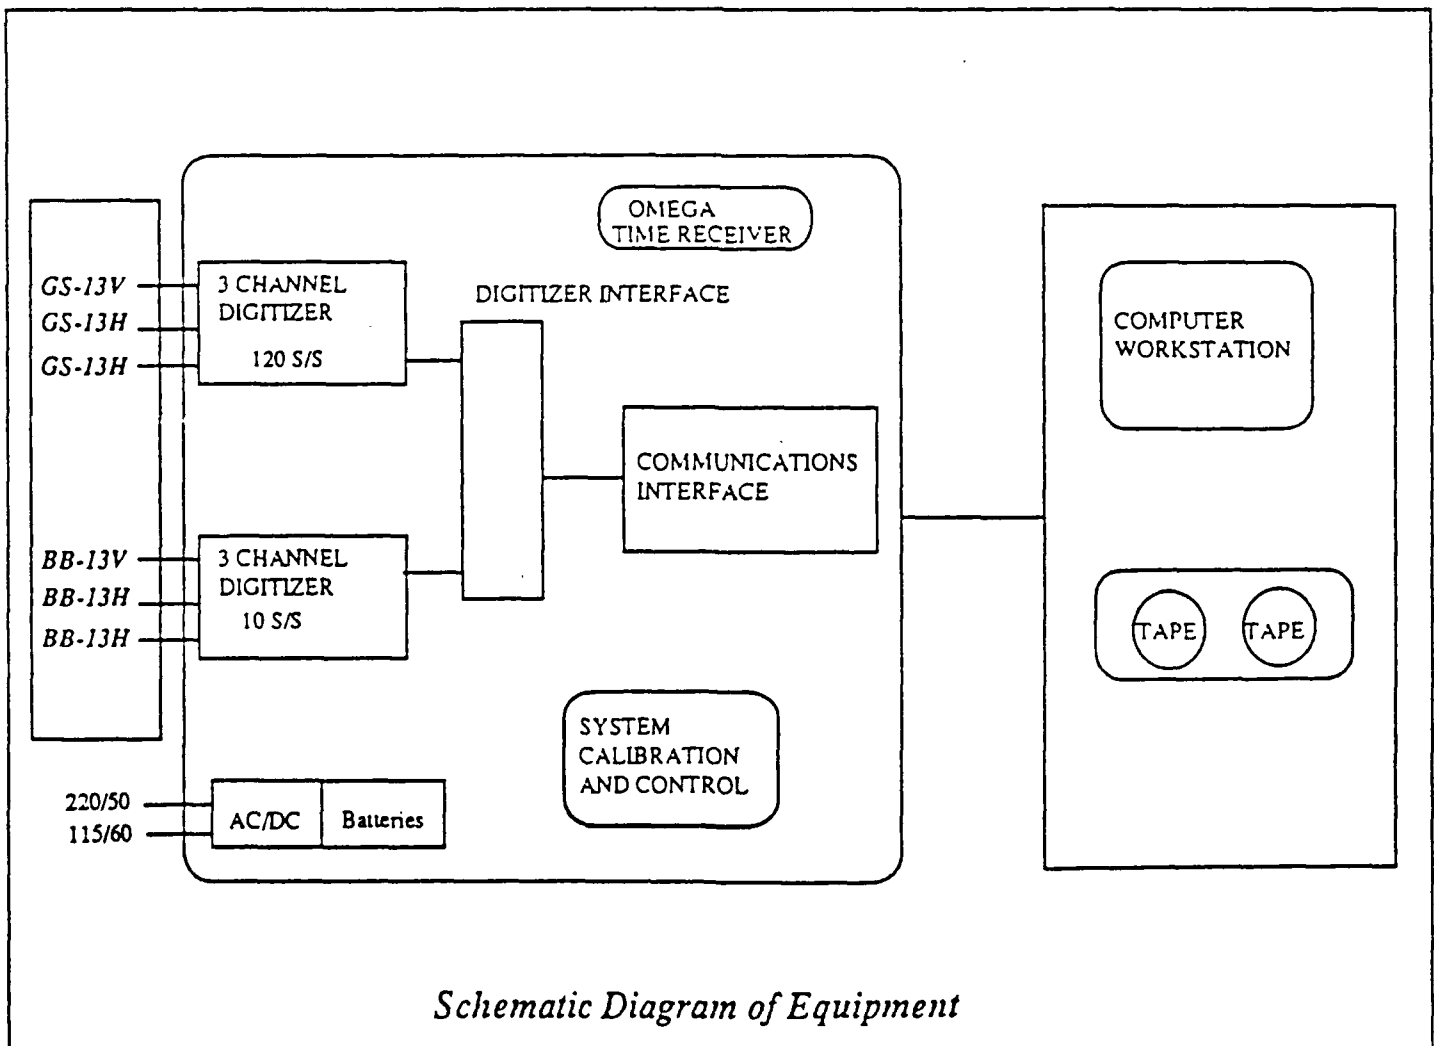 OMEGA
TIME RECEIVER
GS-13V
GS-13H
GS-13H
3 CHANNEL
DIGITIZER
120 S/S
DIGITIZER INTERFACE
COMPUTER
WORKSTATION
COMMUNICATIONS
INTERFACE
BB-13V
BB-13H
BB-13H
3 CHANNEL
DIGITIZER
10 S/S
TAPE
TAPE
SYSTEM
CALIBRATION
AND CONTROL
220/50
115/60
AC/DC
Batteries
Schematic Diagram of Equipment